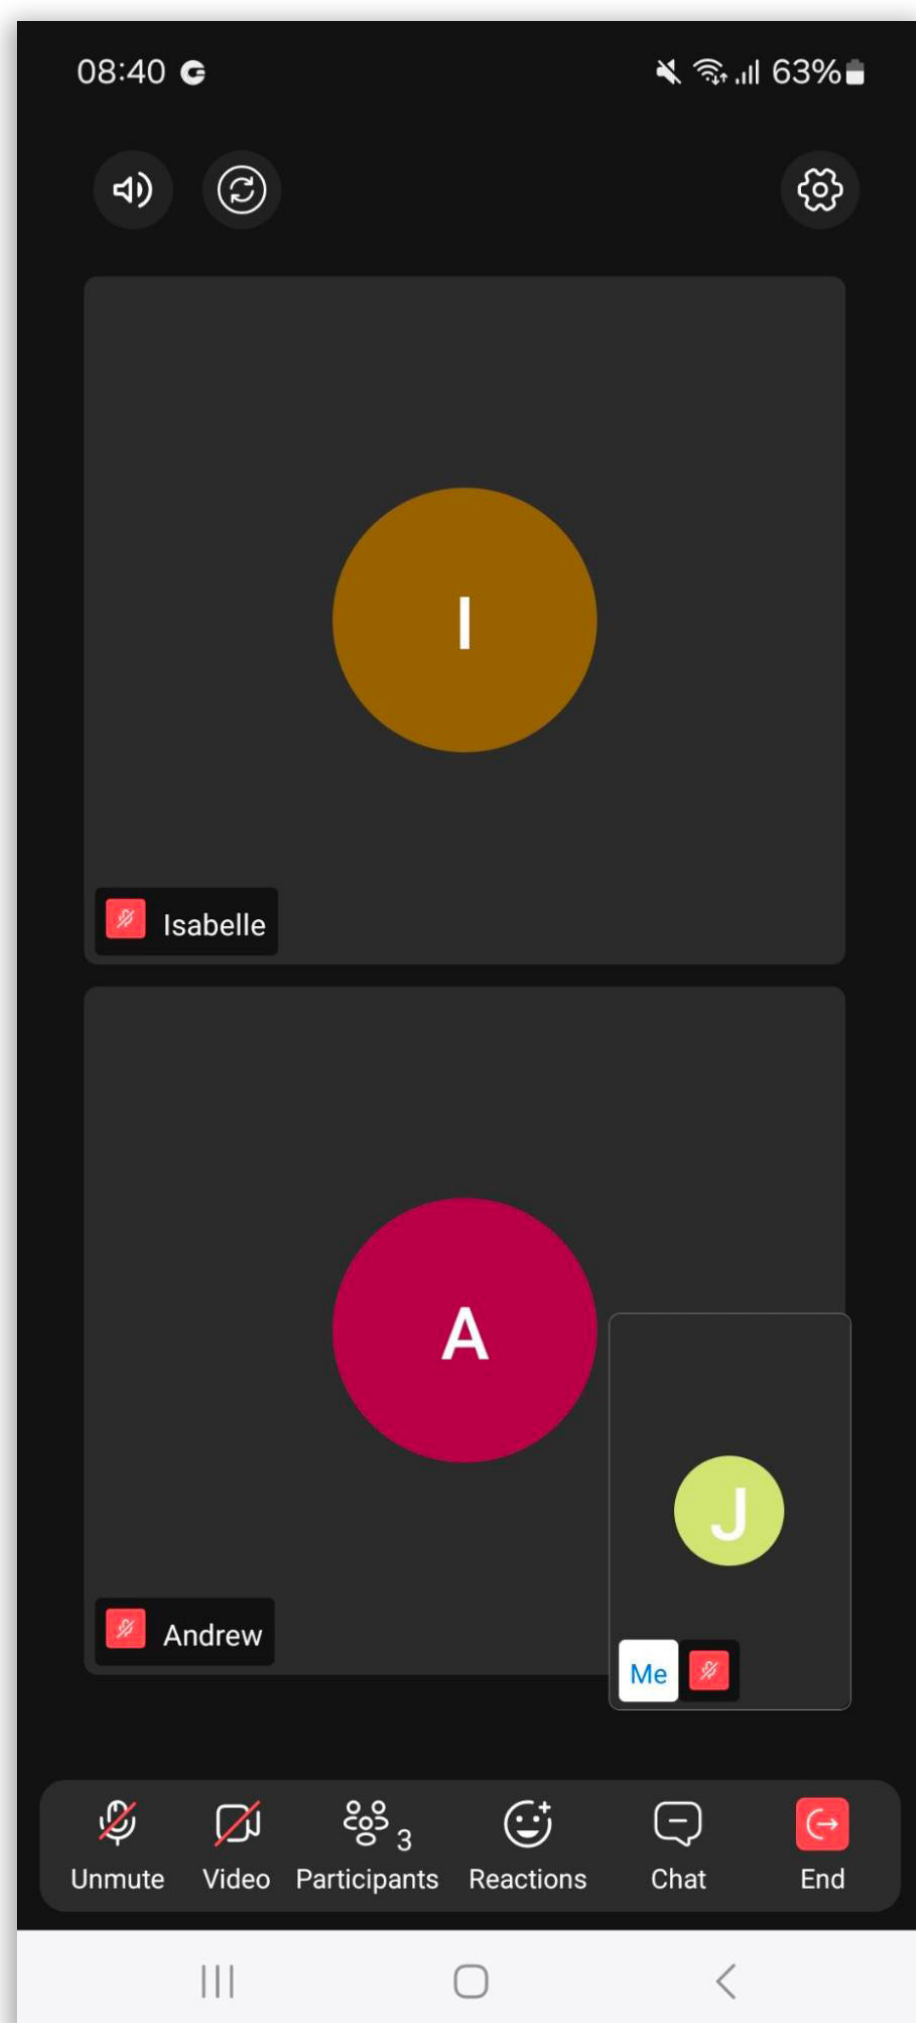 08:40 63%
I
Isabelle
A
J
Andrew
Me
3
Unmute Video Participants Reactions Chat End